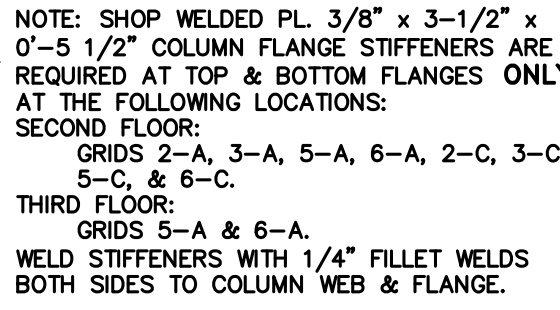 NOTE: SHOP WELDED PL. 3/8" x 3-1/2" x
0'-5 1/2" COLUMN FLANGE STIFFENERS ARE
REQUIRED AT TOP & BOTTOM FLANGES ONLY
AT THE FOLLOWING LOCATIONS:
SECOND FLOOR:
GRIDS 2-A, 3-A, 5-A, 6-A, 2-C, 3-C
5-C, & 6-C.
THIRD FLOOR:
GRIDS 5-A & 6-A.
WELD STIFFENERS WITH 1/4" FILLET WELDS
BOTH SIDES TO COLUMN WEB & FLANGE.